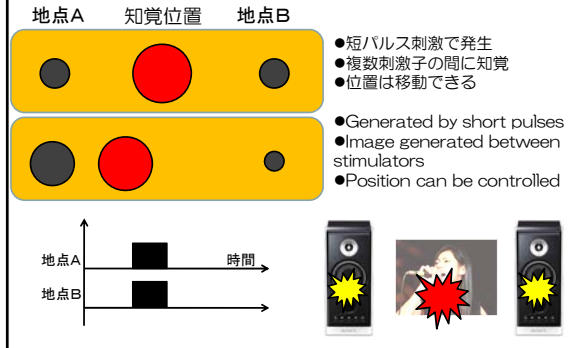 地点A 知覚位置 地点B
●短パルス刺激で発生
●複数刺激子の間に知覚
●位置は移動できる
●Generated by short pulses
●Image generated between
stimulators
●Position can be controlled
地点A
時間
地点B